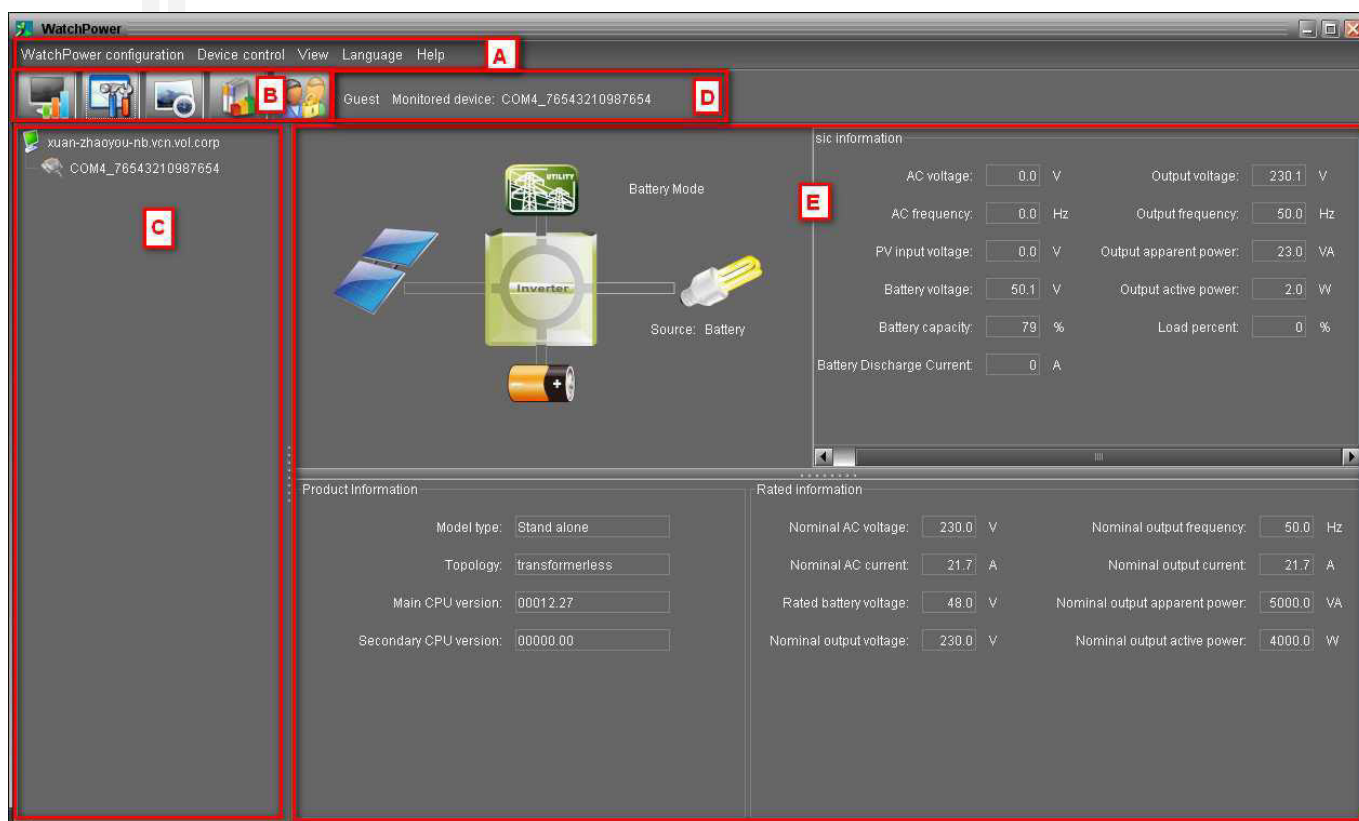 WatchPower
WatchPower configuration Device control View Language Help
A
B
Guest Monitored device: COM4_76543210987654
D
xuan-zhaoyou-nb.vcn.vol.corp
COM4_76543210987654
C
UTILITY
Battery Mode
Inverter
Source: Battery
E
sic information
AC voltage: 0.0 V Output voltage: 230.1 V
AC frequency: 0.0 Hz Output frequency: 50.0 Hz
PV input voltage: 0.0 V Output apparent power: 23.0 VA
Battery voltage: 50.1 V Output active power: 2.0 W
Battery capacity: 79 % Load percent: 0 %
Battery Discharge Current: 0 A
Product Information
Model type: Stand alone
Topology: transformerless
Main CPU version: 00012.27
Secondary CPU version: 00000.00
Rated information
Nominal AC voltage: 230.0 V Nominal output frequency: 50.0 Hz
Nominal AC current: 21.7 A Nominal output current: 21.7 A
Rated battery voltage: 48.0 V Nominal output apparent power: 5000.0 VA
Nominal output voltage: 230.0 V Nominal output active power: 4000.0 W